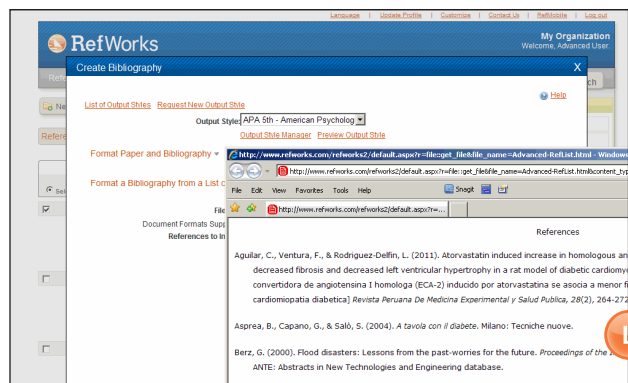 Language | Update Profile | Customize | Contact Us | RefMobile | Log out
RefWorks
My Organization
Welcome, Advanced User.
Create Bibliography X
Refe
ch
Ne
Help
List of Output Styles Request New Output Style
Output Style: APA 5th - American Psycholog
Refere
Output Style Manager Preview Output Style
Format Paper and Bibliography
http://www.refworks.com/refworks2/default.aspx?r=file::get_file&file_name=Advanced-RefList.html - Windows
http://www.refworks.com/refworks2/default.aspx?r=file::get_file&file_name=Advanced-RefList.html&content_typ
Format a Bibliography from a List o
Sel
File Edit View Favorites Tools Help Snagit
File
http://www.refworks.com/refworks2/default.aspx?r=...
Document Formats Supp
References to In
References
Aguilar, C., Ventura, F., & Rodriguez-Delfin, L. (2011). Atorvastatin induced increase in homologous an
decreased fibrosis and decreased left ventricular hypertrophy in a rat model of diabetic cardiomyo
convertidora de angiotensina I homologa (ECA-2) inducido por atorvastatina se asocia a menor fi
cardiomiopatia diabetica] Revista Peruana De Medicina Experimental y Salud Publica, 28(2), 264-272
Asprea, B., Capano, G., & Salò, S. (2004). A tavola con il diabete. Milano: Tecniche nuove.
Berz, G. (2000). Flood disasters: Lessons from the past-worries for the future. Proceedings of the
ANTE: Abstracts in New Technologies and Engineering database.